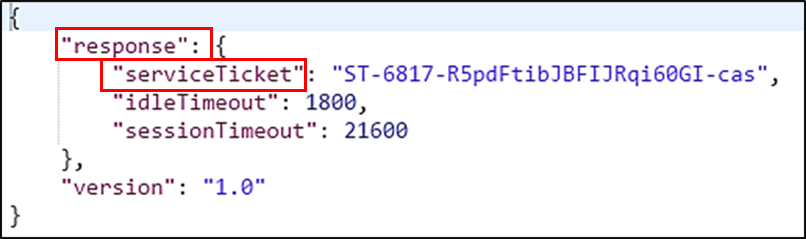 {
"response": {
"serviceTicket": "ST-6817-R5pdFtibJBFIJRqi60GI-cas",
"idleTimeout": 1800,
"sessionTimeout": 21600
},
"version": "1.0"
}